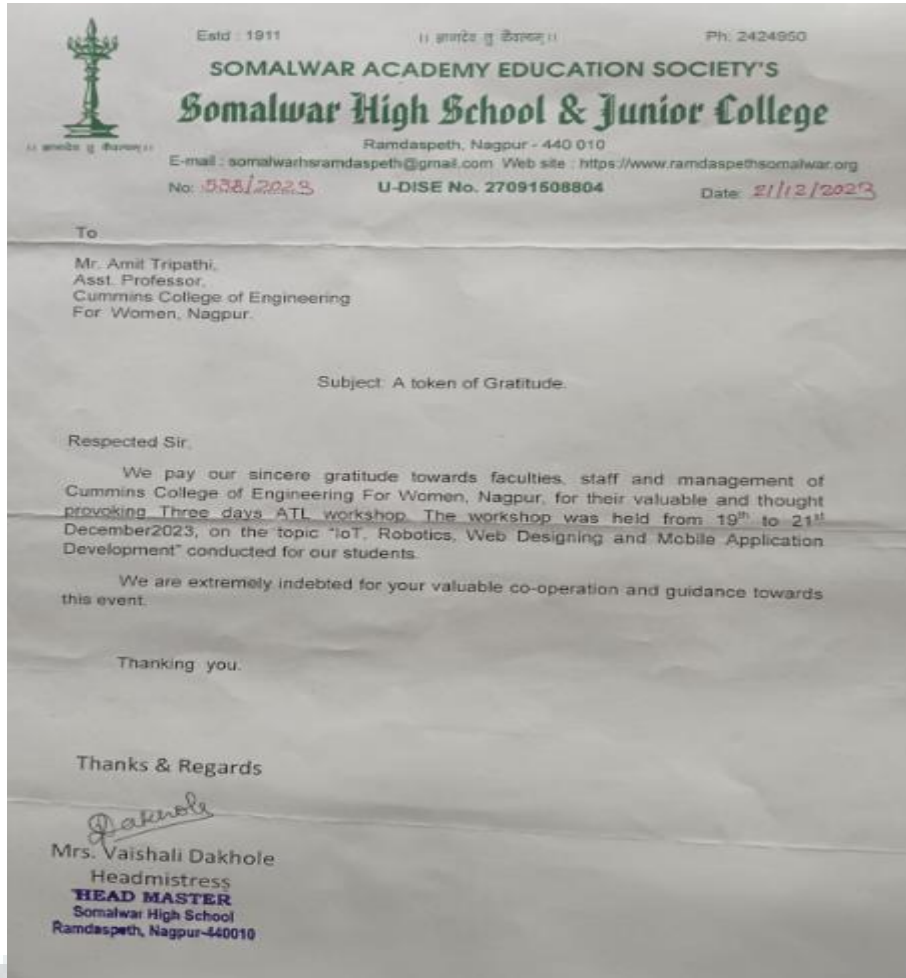 Estd : 1911 ।। ज्ञानदेव तु कैवल्यम् ।। Ph: 2424950
SOMALWAR ACADEMY EDUCATION SOCIETY'S
Somalwar High School & Junior College
Ramdaspeth, Nagpur - 440 010
E-mail : somalwarhsramdaspeth@gmail.com Web site : https://www.ramdaspethsomalwar.org
No: 538/2023 U-DISE No. 27091508804 Date: 21/12/2023
To
Mr. Amit Tripathi,
Asst. Professor,
Cummins College of Engineering
For Women, Nagpur.
Subject: A token of Gratitude.
Respected Sir,
We pay our sincere gratitude towards faculties, staff and management of
Cummins College of Engineering For Women, Nagpur, for their valuable and thought
provoking Three days ATL workshop. The workshop was held from 19th to 21st
December2023, on the topic "IoT, Robotics, Web Designing and Mobile Application
Development" conducted for our students.
We are extremely indebted for your valuable co-operation and guidance towards
this event.
Thanking you.
Thanks & Regards
Dakhole
Mrs. Vaishali Dakhole
Headmistress
HEAD MASTER
Somalwar High School
Ramdaspeth, Nagpur-440010